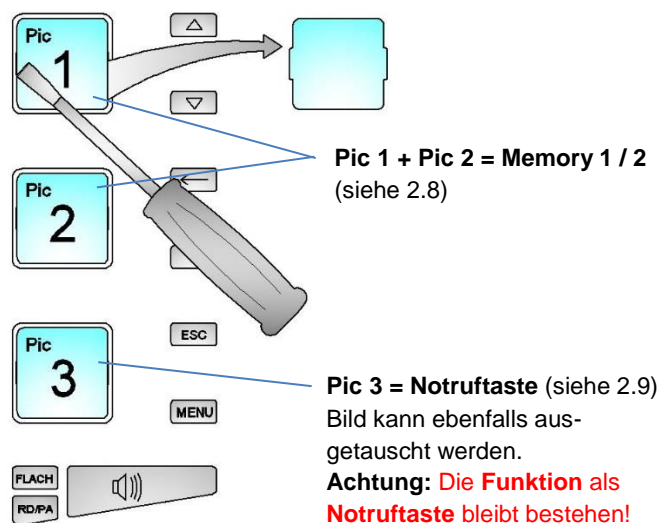 Pic
1
Pic 1 + Pic 2 = Memory 1 / 2
(siehe 2.8)
Pic
2
ESC
Pic
3
Pic 3 = Notruftaste (siehe 2.9)
Bild kann ebenfalls aus-
getauscht werden.
MENU
FLACH
RD/PA
Achtung: Die Funktion als
Notruftaste bleibt bestehen!